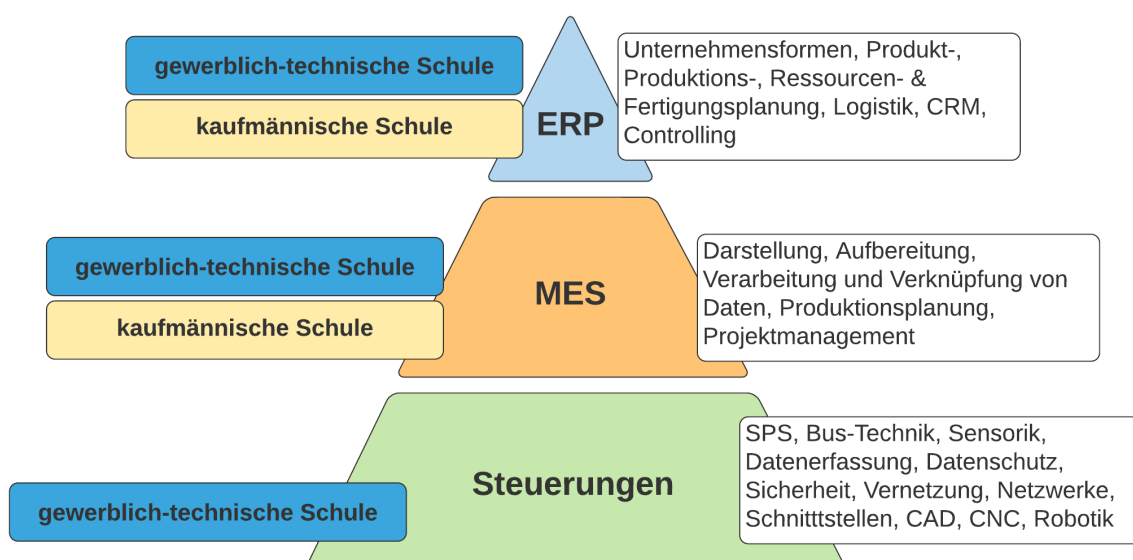 gewerblich-technische Schule
kaufmännische Schule
ERP
Unternehmensformen, Produkt-,
Produktions-, Ressourcen- &
Fertigungsplanung, Logistik, CRM,
Controlling
gewerblich-technische Schule
kaufmännische Schule
MES
Darstellung, Aufbereitung,
Verarbeitung und Verknüpfung von
Daten, Produktionsplanung,
Projektmanagement
gewerblich-technische Schule
Steuerungen
SPS, Bus-Technik, Sensorik,
Datenerfassung, Datenschutz,
Sicherheit, Vernetzung, Netzwerke,
Schnitttstellen, CAD, CNC, Robotik